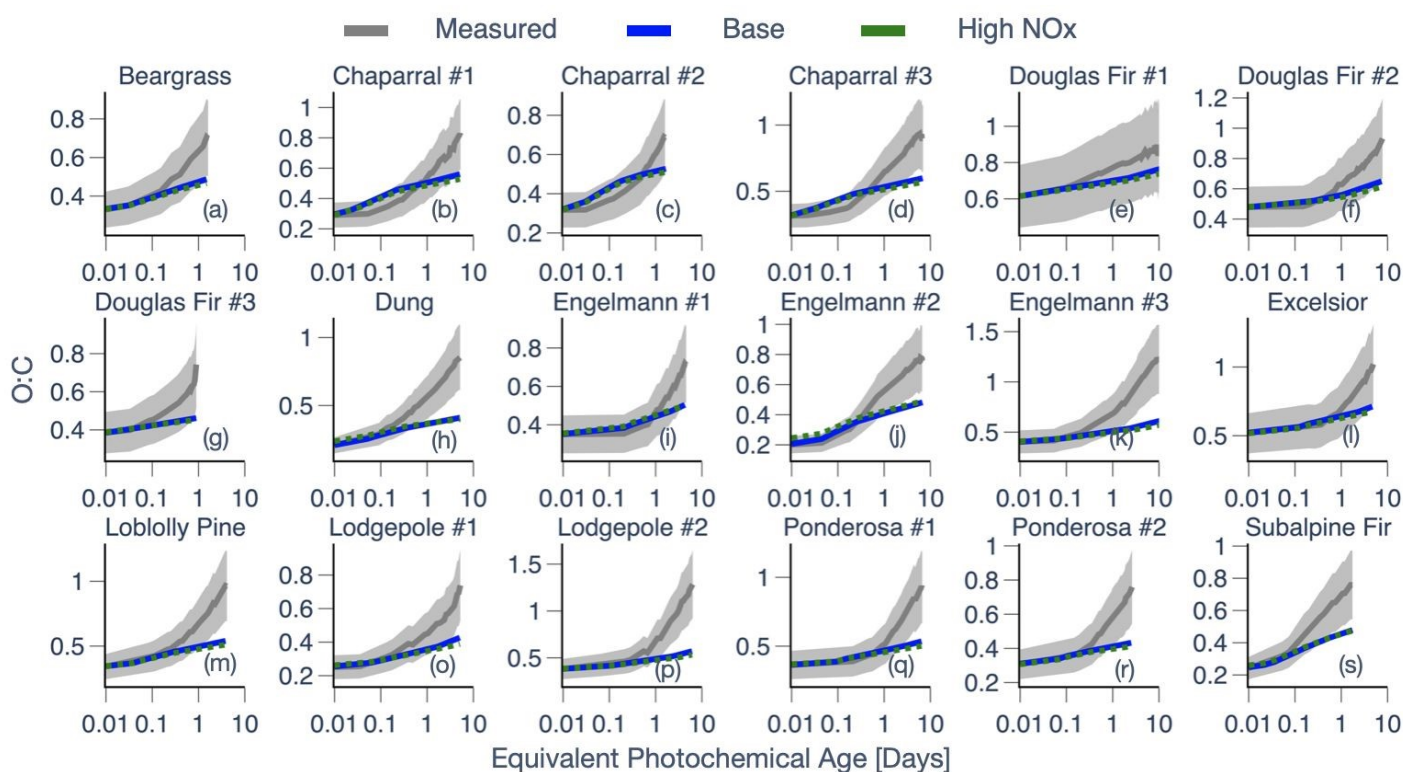 Measured Base High NOx
Beargrass Chaparral #1 Chaparral #2 Chaparral #3 Douglas Fir #1 Douglas Fir #2
0.8 0.6 0.4 (a) 0.01 0.1 1 10
1 0.8 0.6 0.4 0.2 (b) 0.01 0.1 1 10
0.8 0.6 0.4 0.2 (c) 0.01 0.1 1 10
1 0.5 (d) 0.01 0.1 1 10
1 0.8 0.6 (e) 0.01 0.1 1 10
1.2 1 0.8 0.6 0.4 (f) 0.01 0.1 1 10
Douglas Fir #3 Dung Engelmann #1 Engelmann #2 Engelmann #3 Excelsior
O:C
0.8 0.6 0.4 (g) 0.01 0.1 1 10
1 0.5 (h) 0.01 0.1 1 10
0.8 0.6 0.4 (i) 0.01 0.1 1 10
1 0.8 0.6 0.4 0.2 (j) 0.01 0.1 1 10
1.5 1 0.5 (k) 0.01 0.1 1 10
1 0.5 (l) 0.01 0.1 1 10
Loblolly Pine Lodgepole #1 Lodgepole #2 Ponderosa #1 Ponderosa #2 Subalpine Fir
1 0.5 (m) 0.01 0.1 1 10
0.8 0.6 0.4 0.2 (o) 0.01 0.1 1 10
1.5 1 0.5 (p) 0.01 0.1 1 10
1 0.5 (q) 0.01 0.1 1 10
1 0.8 0.6 0.4 0.2 (r) 0.01 0.1 1 10
1 0.8 0.6 0.4 0.2 (s) 0.01 0.1 1 10
Equivalent Photochemical Age [Days]